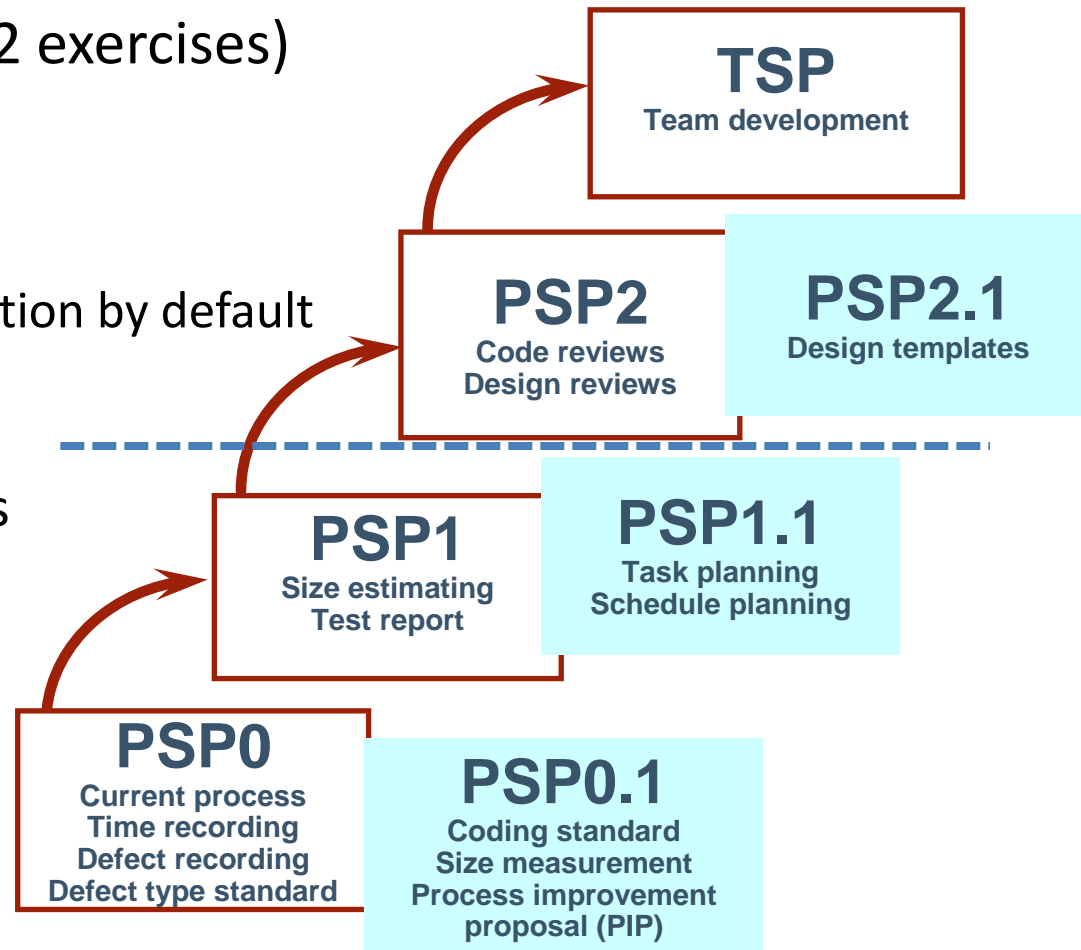 2 exercises)
TSP
Team development
tion by default
PSP2
Code reviews
Design reviews
PSP2.1
Design templates
s
PSP1
Size estimating
Test report
PSP1.1
Task planning
Schedule planning
PSP0
Current process
Time recording
Defect recording
Defect type standard
PSP0.1
Coding standard
Size measurement
Process improvement
proposal (PIP)